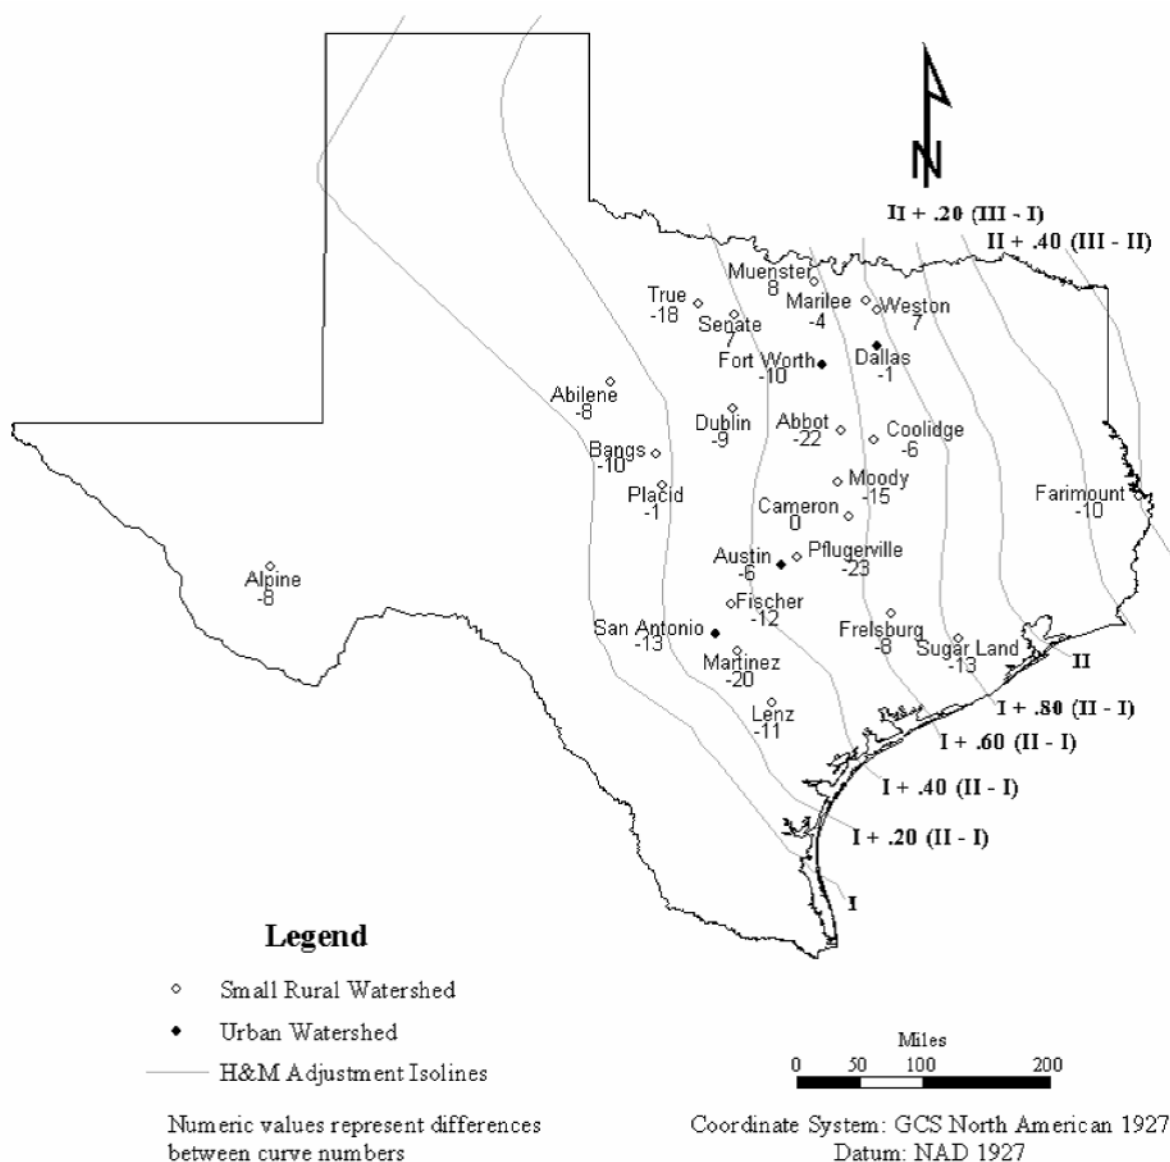 N
II + .20 (III - I)
II + .40 (III - II)
Muenster
8
True
-18
Marilee
-4
Weston
7
Senate
7
Fort Worth
-10
Dallas
-1
Abilene
-8
Dublin
-9
Abbot
-22
Coolidge
-6
Bangs
-10
Placid
-1
Moody
-15
Cameron
0
Farimount
-10
Austin
-6
Pflugerville
-23
Alpine
-8
Fischer
-12
San Antonio
-13
Frelsburg
-8
Sugar Land
-13
Martinez
-20
Lenz
-11
II
I + .80 (II - I)
I + .60 (II - I)
I + .40 (II - I)
I + .20 (II - I)
I
Legend
Small Rural Watershed
Urban Watershed
H&M Adjustment Isolines
Numeric values represent differences
between curve numbers
Miles
0 50 100 200
Coordinate System: GCS North American 1927
Datum: NAD 1927